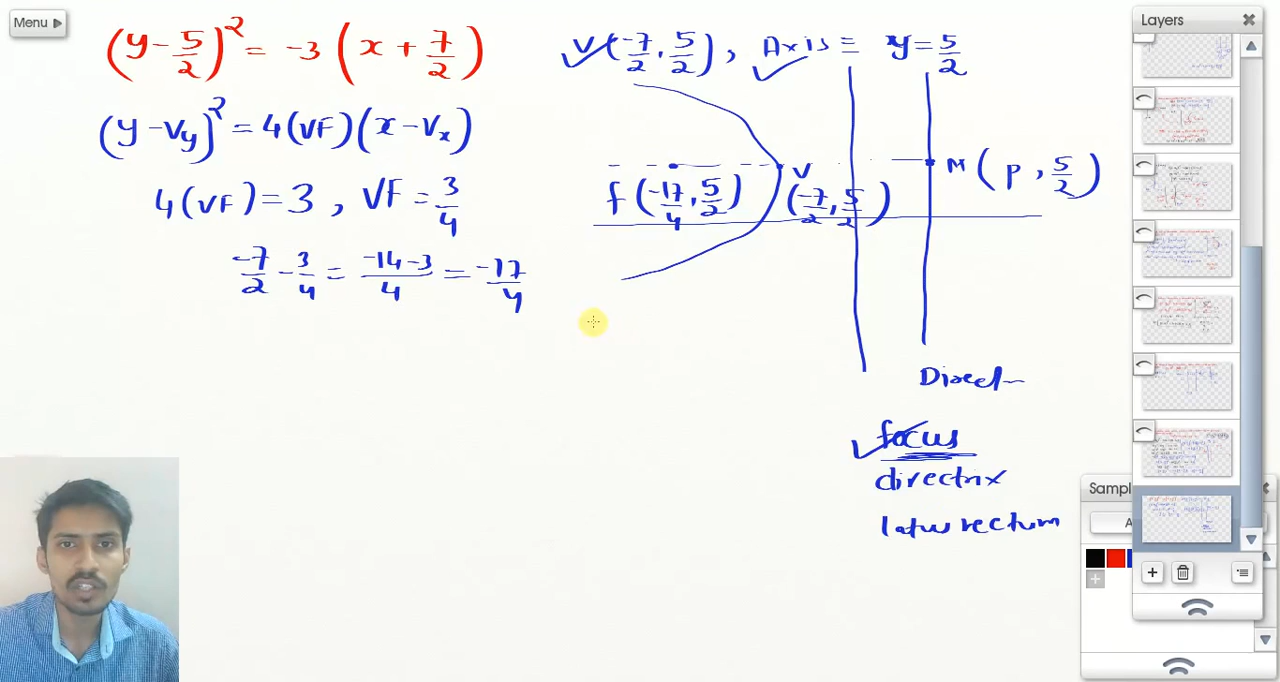 Menu
Layers
(y-5/2)² = -3(x+7/2)
V(-7/2, 5/2), Axis ≡ y=5/2
(y-Vy)² = 4(VF)(x-Vx)
M(P, 5/2)
V
4(VF)=3, VF=3/4
f(-17/4, 5/2)
(-7/2, 5/2)
-7/2 - 3/4 = -14-3/4 = -17/4
Direct
focus
directrix
latus rectum
Sampl